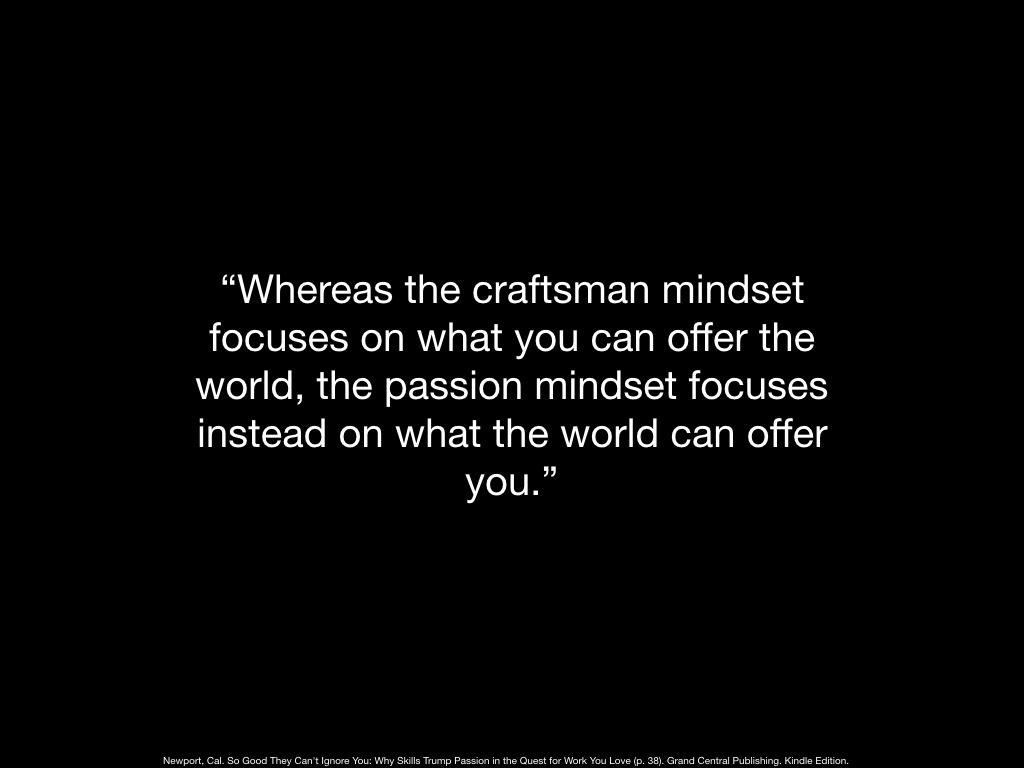 “Whereas the craftsman mindset
focuses on what you can offer the
world, the passion mindset focuses
instead on what the world can offer
you.”
Newport, Cal. So Good They Can't Ignore You: Why Skills Trump Passion in the Quest for Work You Love (p. 38). Grand Central Publishing. Kindle Edition.